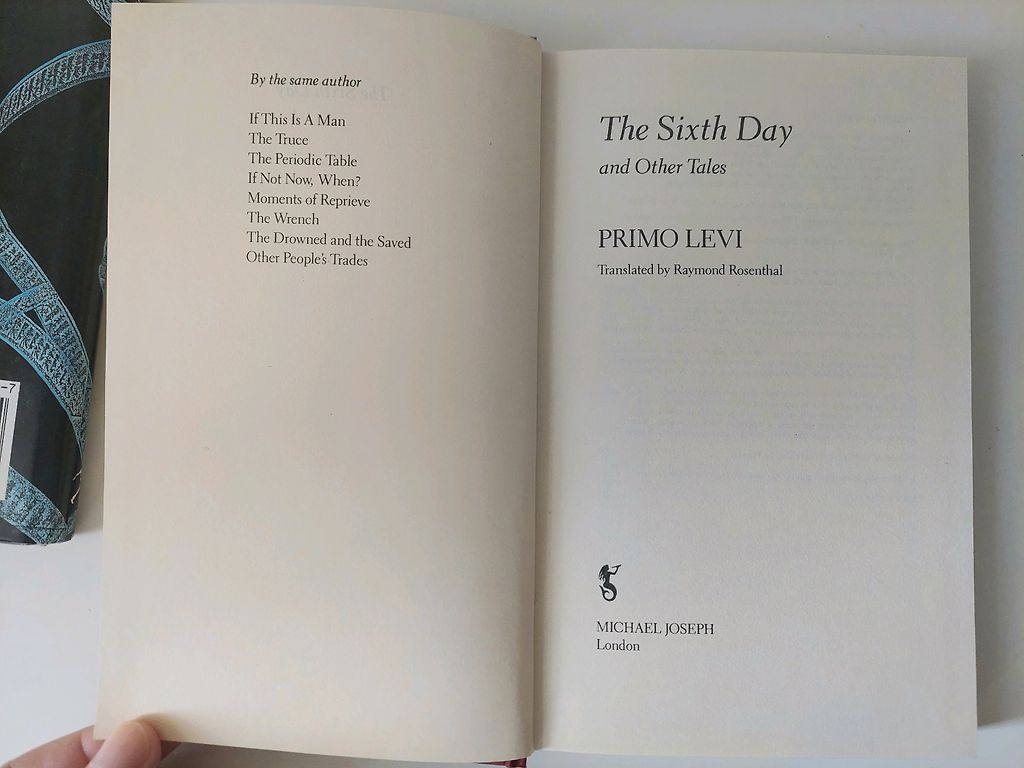 By the same author
If This Is A Man
The Truce
The Periodic Table
If Not Now, When?
Moments of Reprieve
The Wrench
The Drowned and the Saved
Other People's Trades
The Sixth Day
and Other Tales
PRIMO LEVI
Translated by Raymond Rosenthal
MICHAEL JOSEPH
London
-7